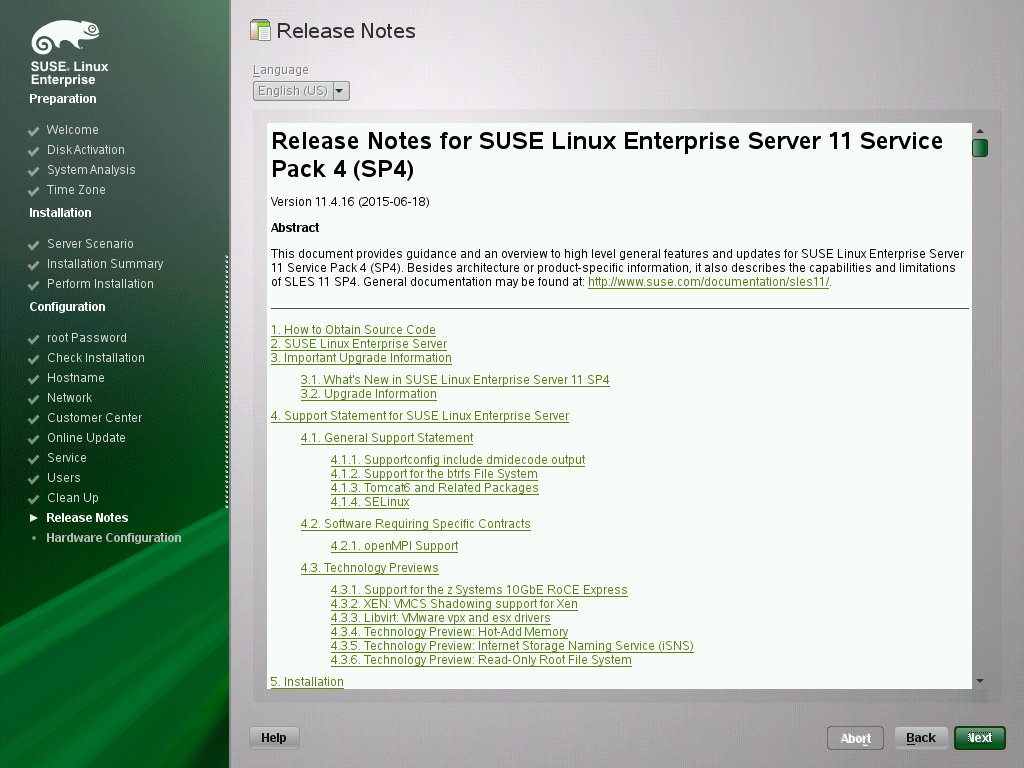 SUSE. Linux
Enterprise
Preparation
Welcome
Disk Activation
System Analysis
Time Zone
Installation
Server Scenario
Installation Summary
Perform Installation
Configuration
root Password
Check Installation
Hostname
Network
Customer Center
Online Update
Service
Users
Clean Up
Release Notes
Hardware Configuration
Release Notes
Language
English (US)
Release Notes for SUSE Linux Enterprise Server 11 Service
Pack 4 (SP4)
Version 11.4.16 (2015-06-18)
Abstract
This document provides guidance and an overview to high level general features and updates for SUSE Linux Enterprise Server
11 Service Pack 4 (SP4). Besides architecture or product-specific information, it also describes the capabilities and limitations
of SLES 11 SP4. General documentation may be found at: http://www.suse.com/documentation/sles11/.
1. How to Obtain Source Code
2. SUSE Linux Enterprise Server
3. Important Upgrade Information
3.1. What's New in SUSE Linux Enterprise Server 11 SP4
3.2. Upgrade Information
4. Support Statement for SUSE Linux Enterprise Server
4.1. General Support Statement
4.1.1. Supportconfig include dmidecode output
4.1.2. Support for the btrfs File System
4.1.3. Tomcat6 and Related Packages
4.1.4. SELinux
4.2. Software Requiring Specific Contracts
4.2.1. openMPI Support
4.3. Technology Previews
4.3.1. Support for the z Systems 10GbE RoCE Express
4.3.2. XEN: VMCS Shadowing support for Xen
4.3.3. Libvirt: VMware vpx and esx drivers
4.3.4. Technology Preview: Hot-Add Memory
4.3.5. Technology Preview: Internet Storage Naming Service (iSNS)
4.3.6. Technology Preview: Read-Only Root File System
5. Installation
Help
Abort
Back
Next